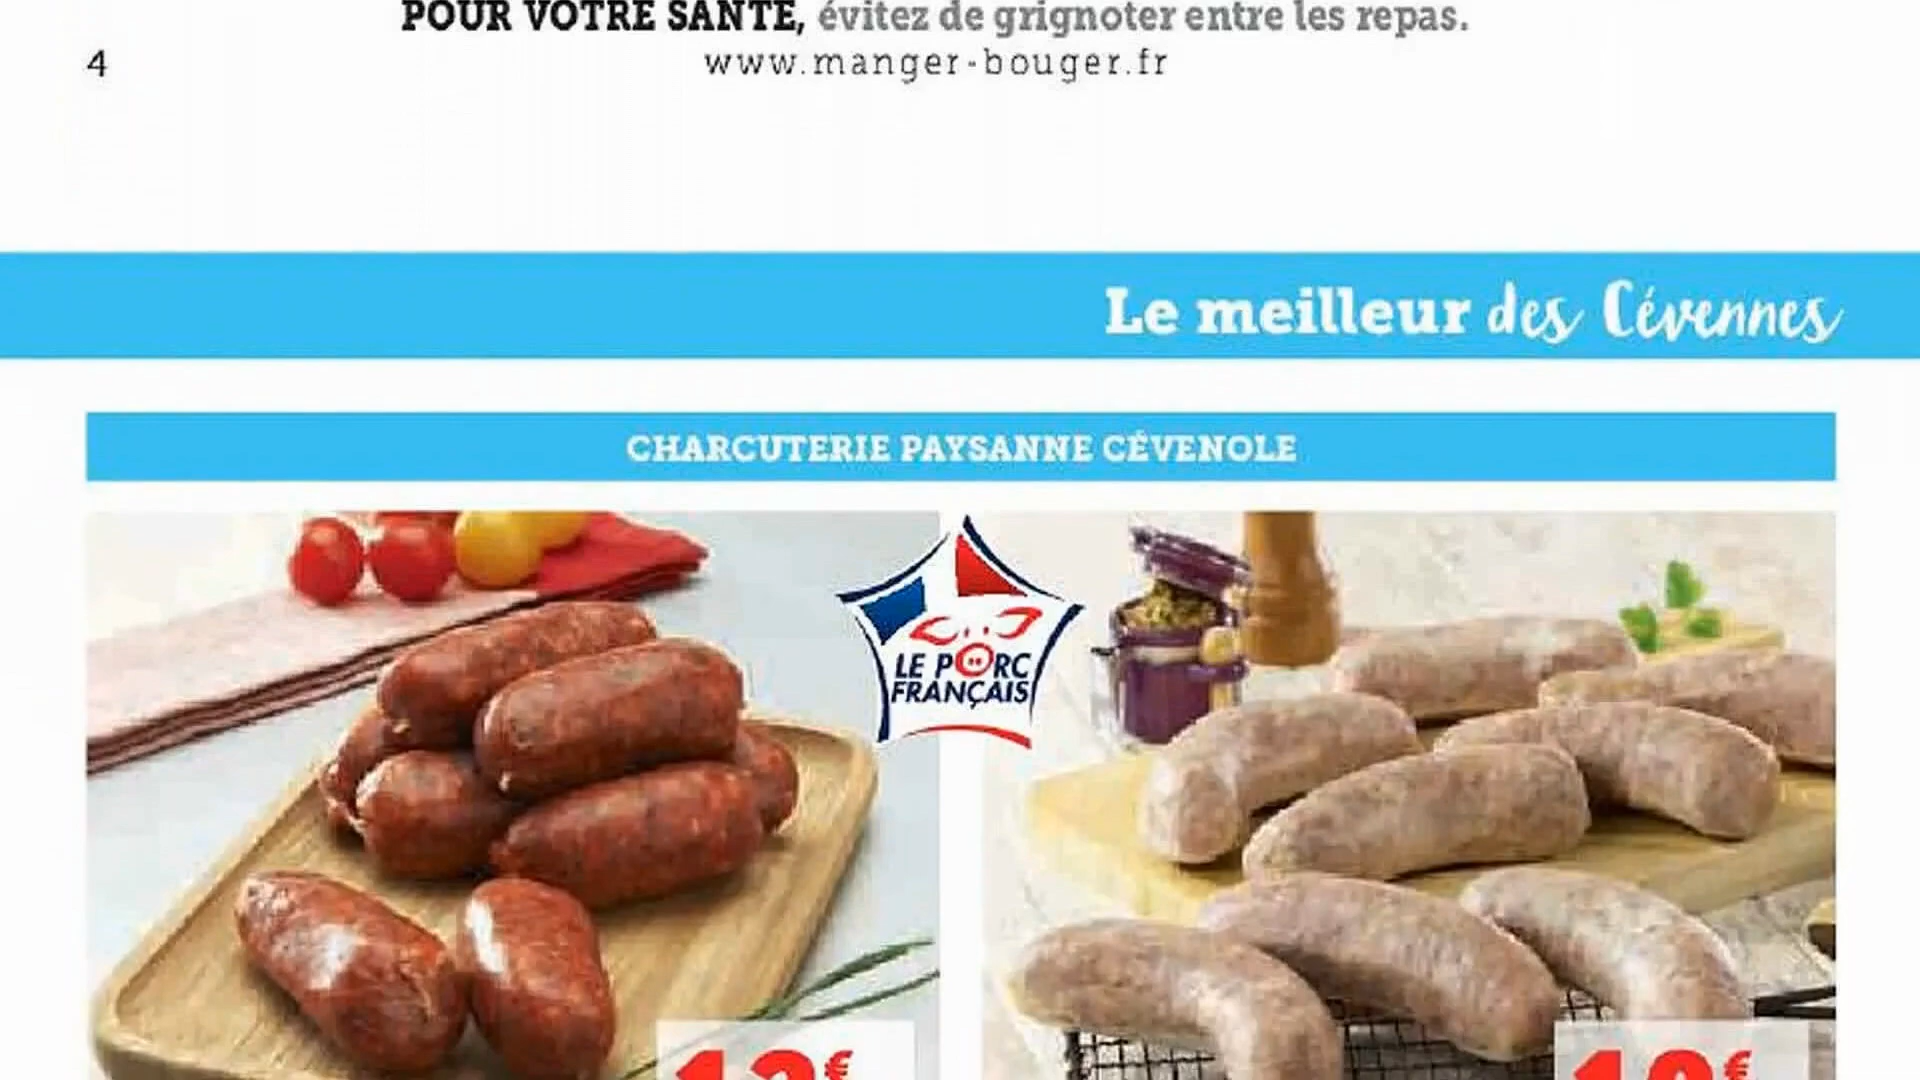 POUR VOTRE SANTÉ, évitez de grignoter entre les repas.
www.manger-bouger.fr
4
Le meilleur des Cévennes
CHARCUTERIE PAYSANNE CÉVENOLE
LE PORC
FRANÇAIS
€
€